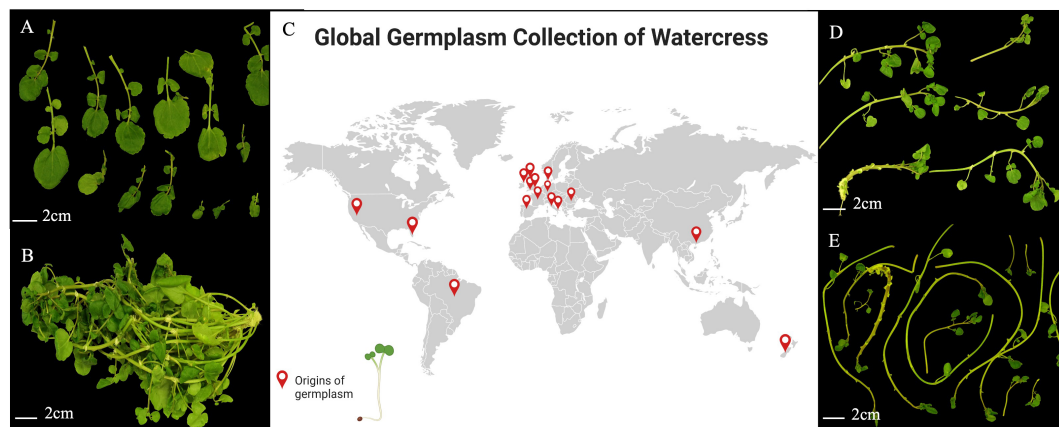 A
2cm
B
2cm
C
Global Germplasm Collection of Watercress
Origins of
germplasm
D
2cm
E
2cm